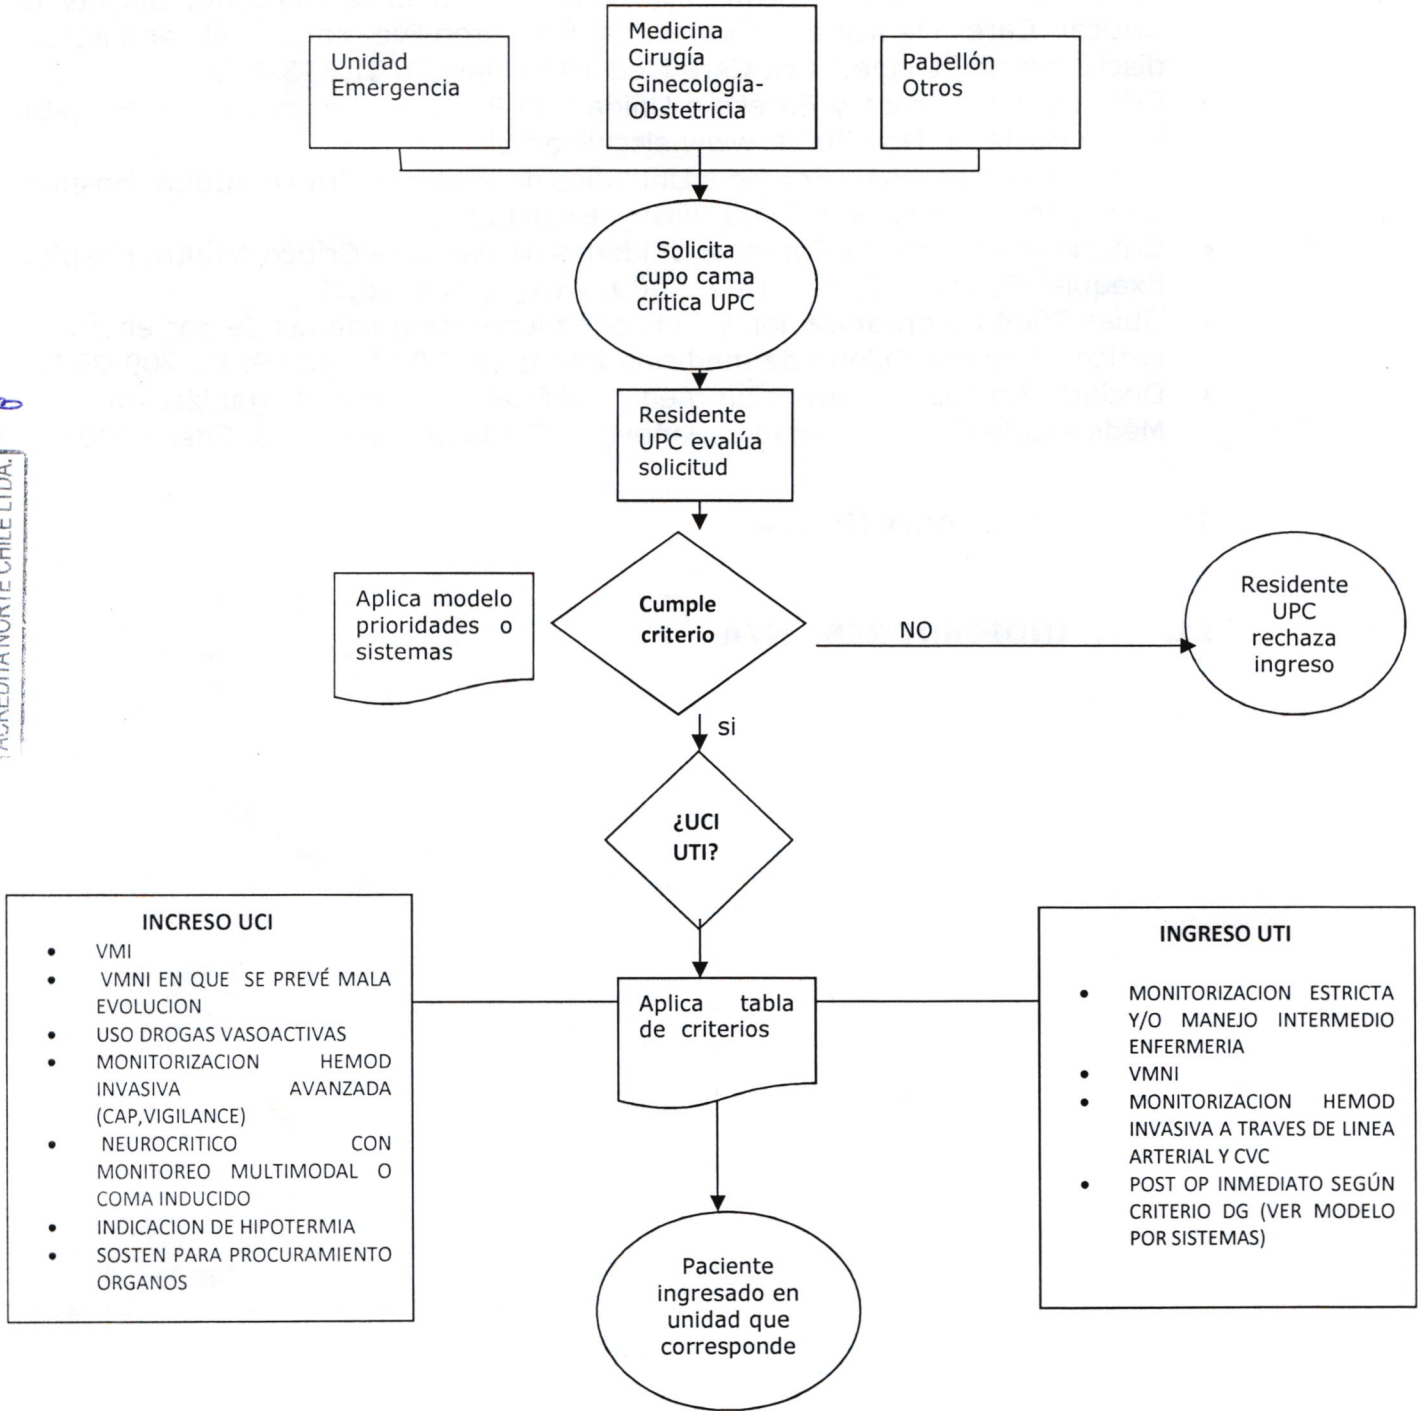 Unidad
Emergencia
Medicina
Cirugía
Ginecología-
Obstetricia
Pabellón
Otros
Solicita
cupo cama
crítica UPC
Residente
UPC evalúa
solicitud
Aplica modelo
prioridades o
sistemas
Cumple
criterio
NO
Residente
UPC
rechaza
ingreso
si
¿UCI
UTI?
INCRESO UCI
• VMI
• VMNI EN QUE SE PREVÉ MALA
EVOLUCION
• USO DROGAS VASOACTIVAS
• MONITORIZACION HEMOD
INVASIVA AVANZADA
(CAP,VIGILANCE)
• NEUROCRITICO CON
MONITOREO MULTIMODAL O
COMA INDUCIDO
• INDICACION DE HIPOTERMIA
• SOSTEN PARA PROCURAMIENTO
ORGANOS
Aplica tabla
de criterios
INGRESO UTI
• MONITORIZACION ESTRICTA
Y/O MANEJO INTERMEDIO
ENFERMERIA
• VMNI
• MONITORIZACION HEMOD
INVASIVA A TRAVES DE LINEA
ARTERIAL Y CVC
• POST OP INMEDIATO SEGÚN
CRITERIO DG (VER MODELO
POR SISTEMAS)
Paciente
ingresado en
unidad que
corresponde
ACREDITA NORTE CHILE LTDA.